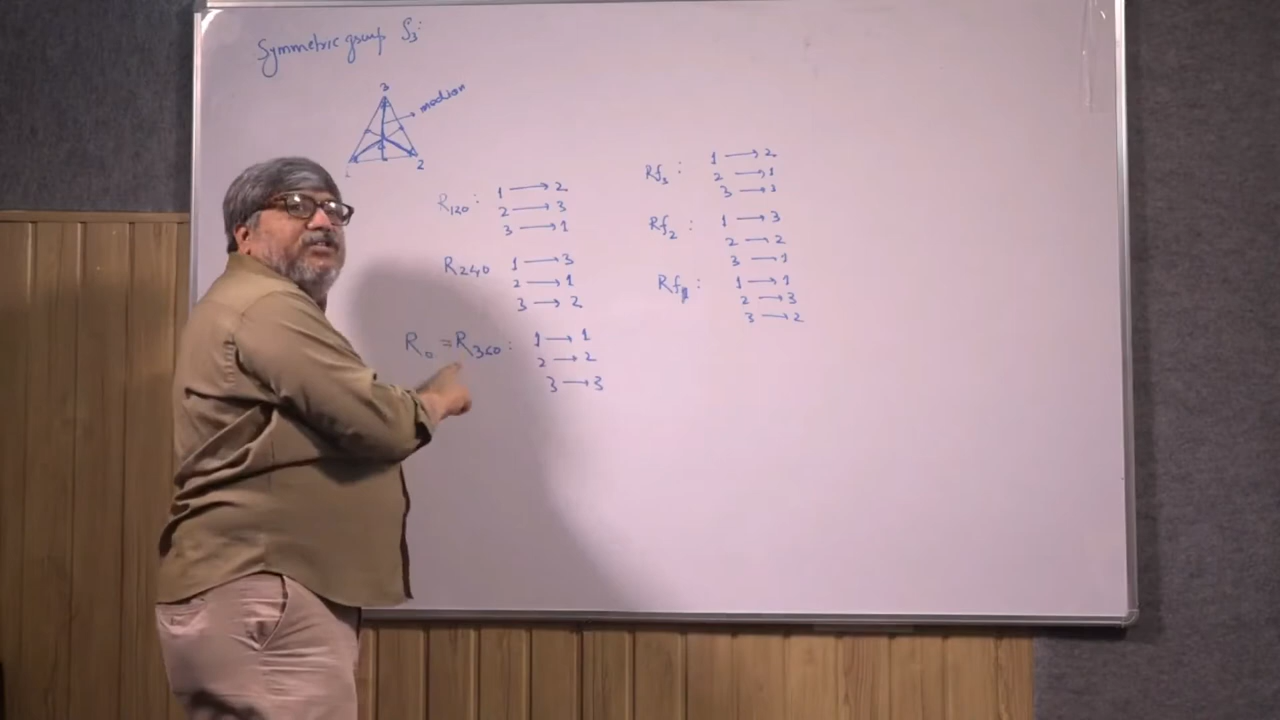 Symmetric group S₃:
3
median
2
R₁₂₀: 1 → 2
2 → 3
3 → 1
R₂₄₀ 1 → 3
2 → 1
3 → 2
R₀ = R₃₆₀: 1 → 1
2 → 2
3 → 3
Rf₃: 1 → 2
2 → 1
3 → 3
Rf₂: 1 → 3
2 → 2
3 → 1
Rf₁: 1 → 1
2 → 3
3 → 2